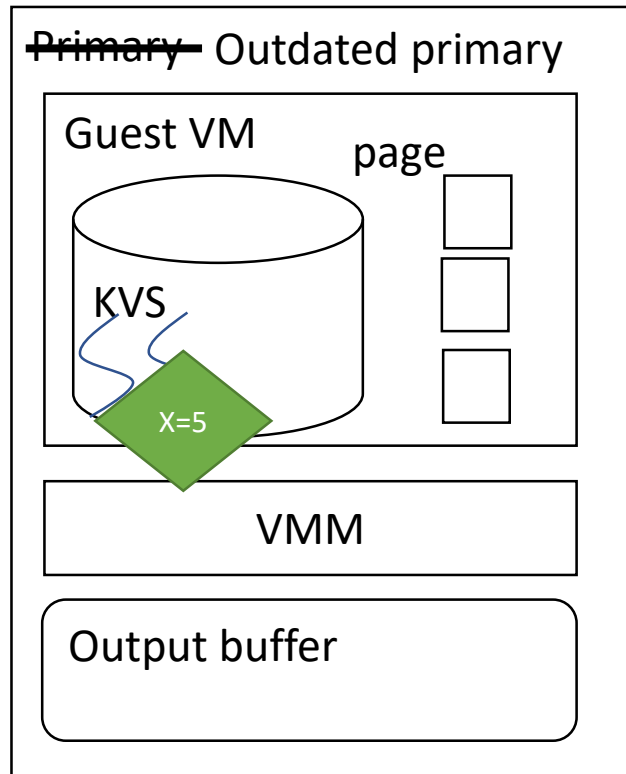 Primary Outdated primary
Guest VM
page
KVS
X=5
VMM
Output buffer